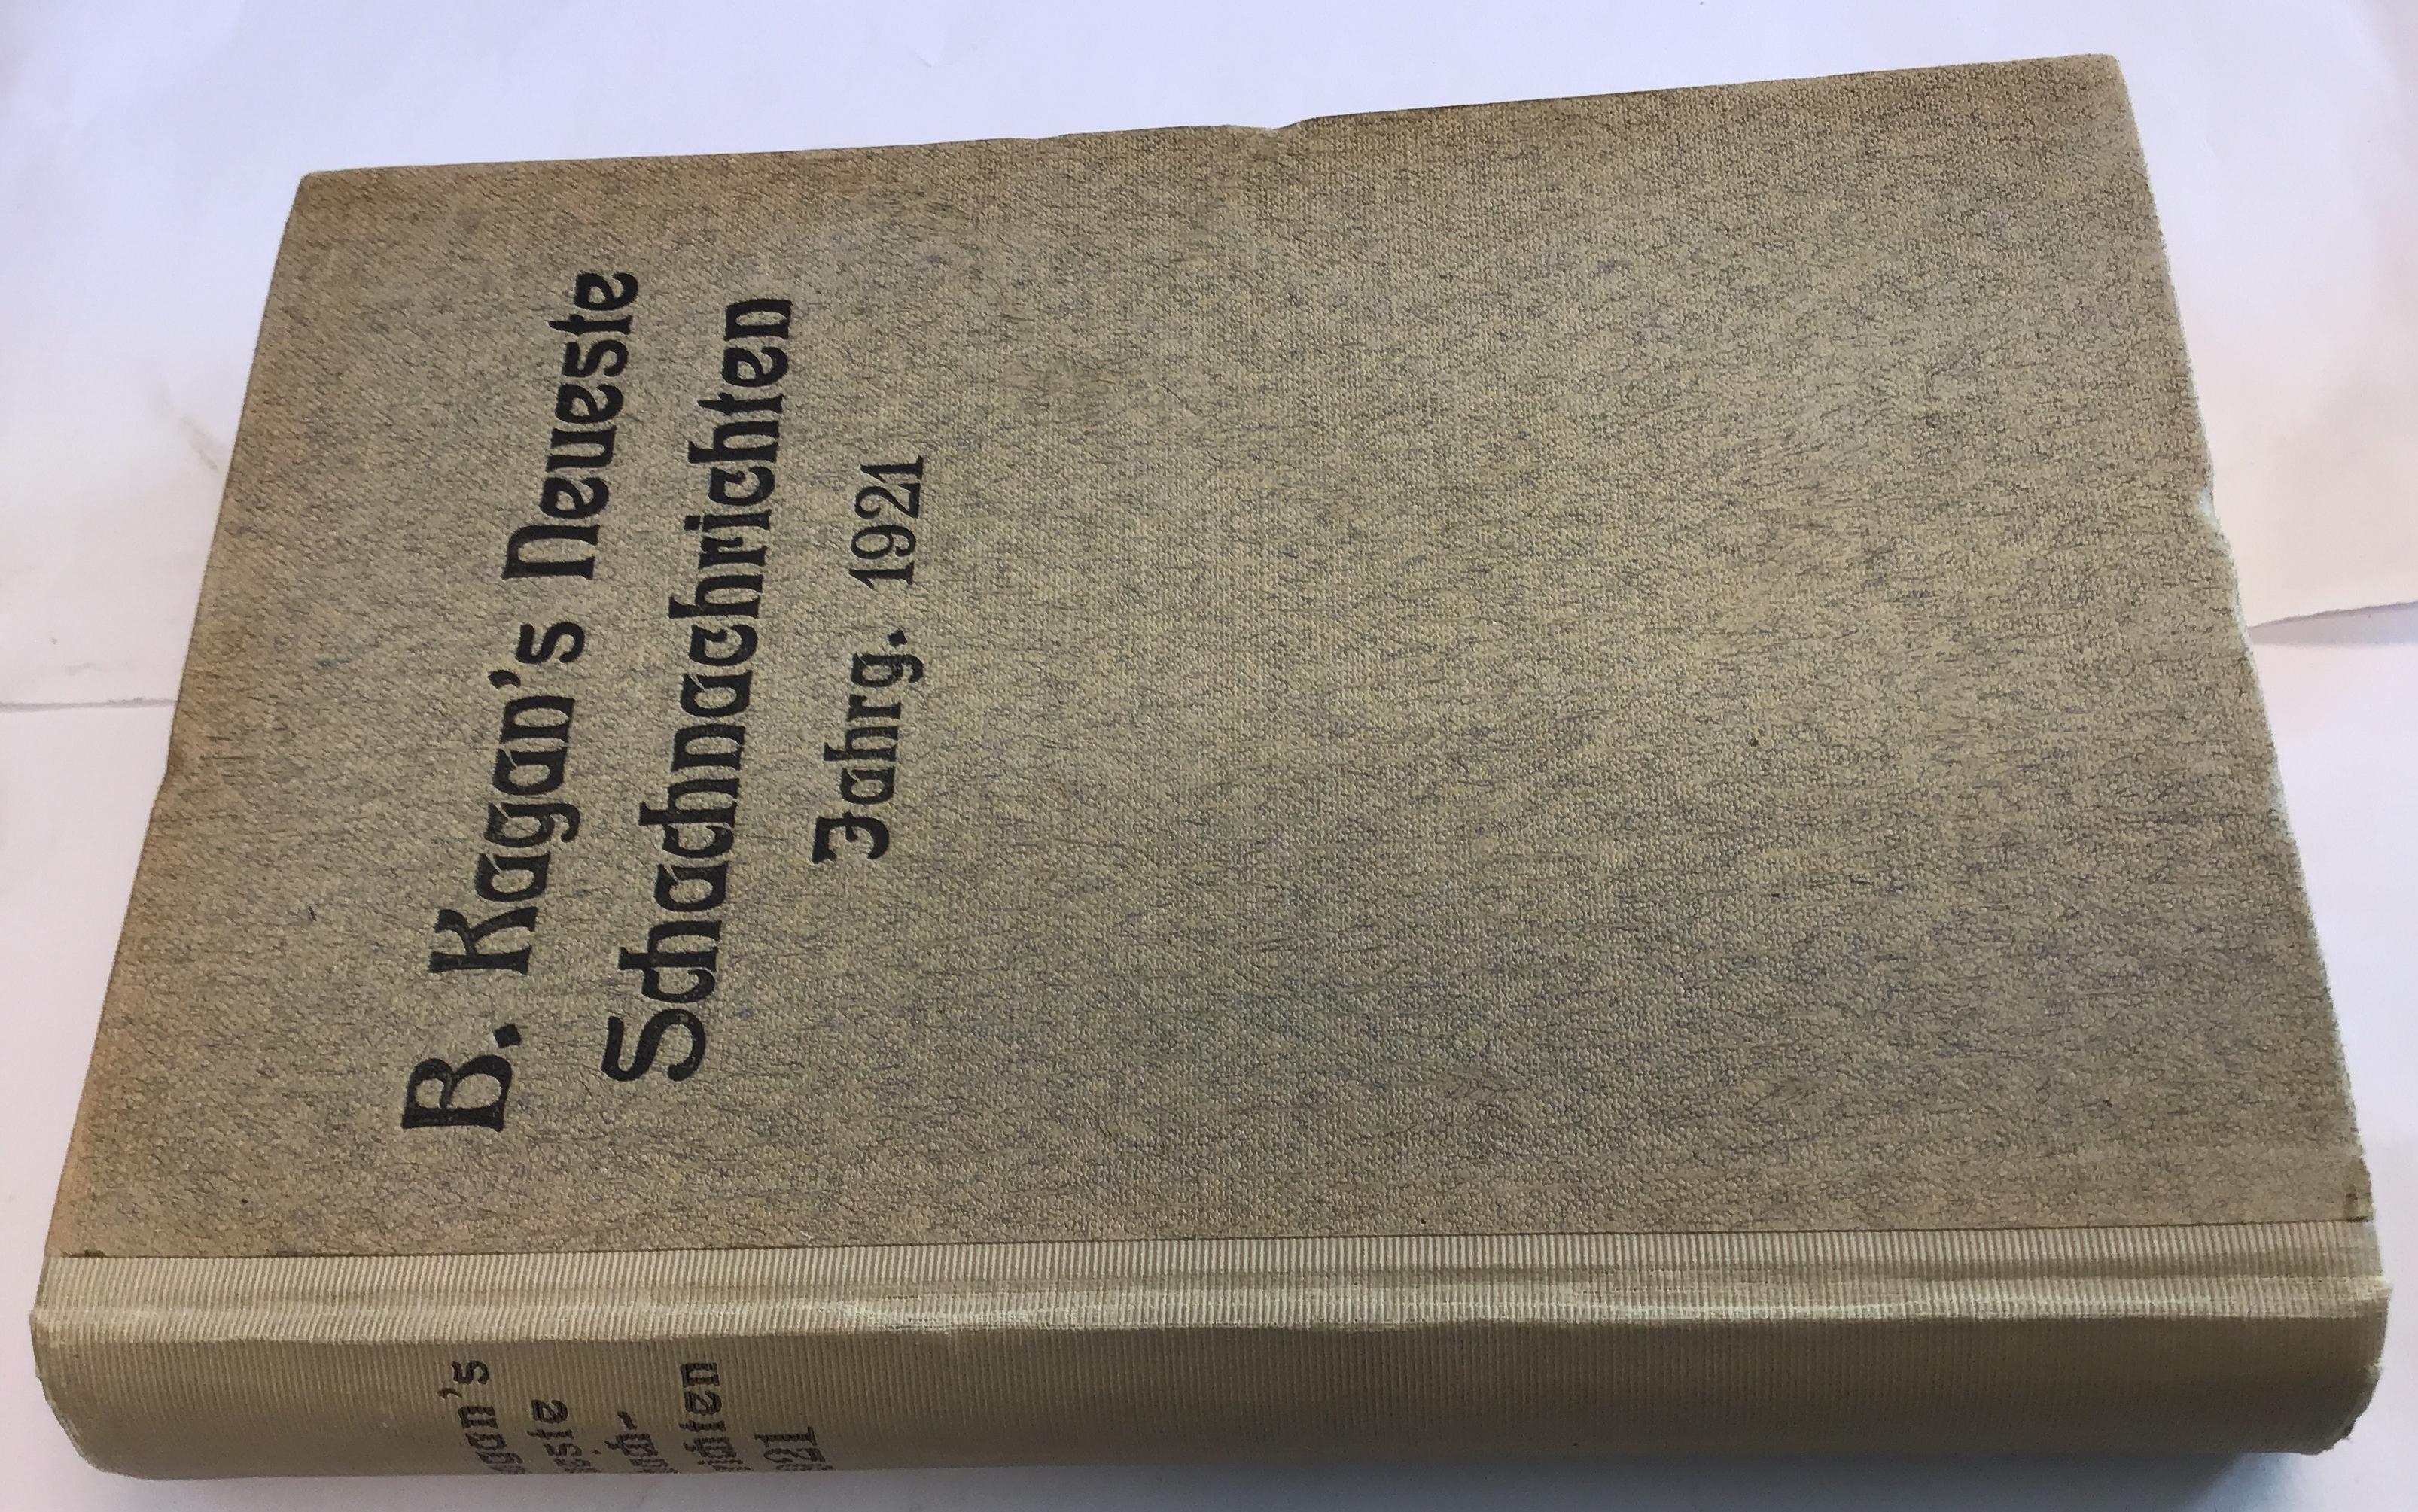 B. Kagan's Neueste
Schachnachrichten
Jahrg. 1921